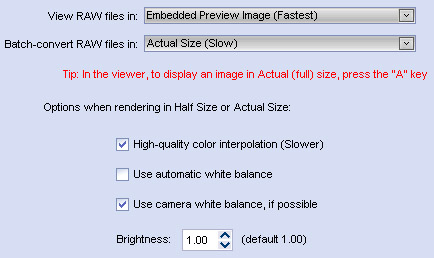 View RAW files in: Embedded Preview Image (Fastest)
Batch-convert RAW files in: Actual Size (Slow)
Tip: In the viewer, to display an image in Actual (full) size, press the "A" key
Options when rendering in Half Size or Actual Size:
High-quality color interpolation (Slower)
Use automatic white balance
Use camera white balance, if possible
Brightness: 1.00 (default 1.00)